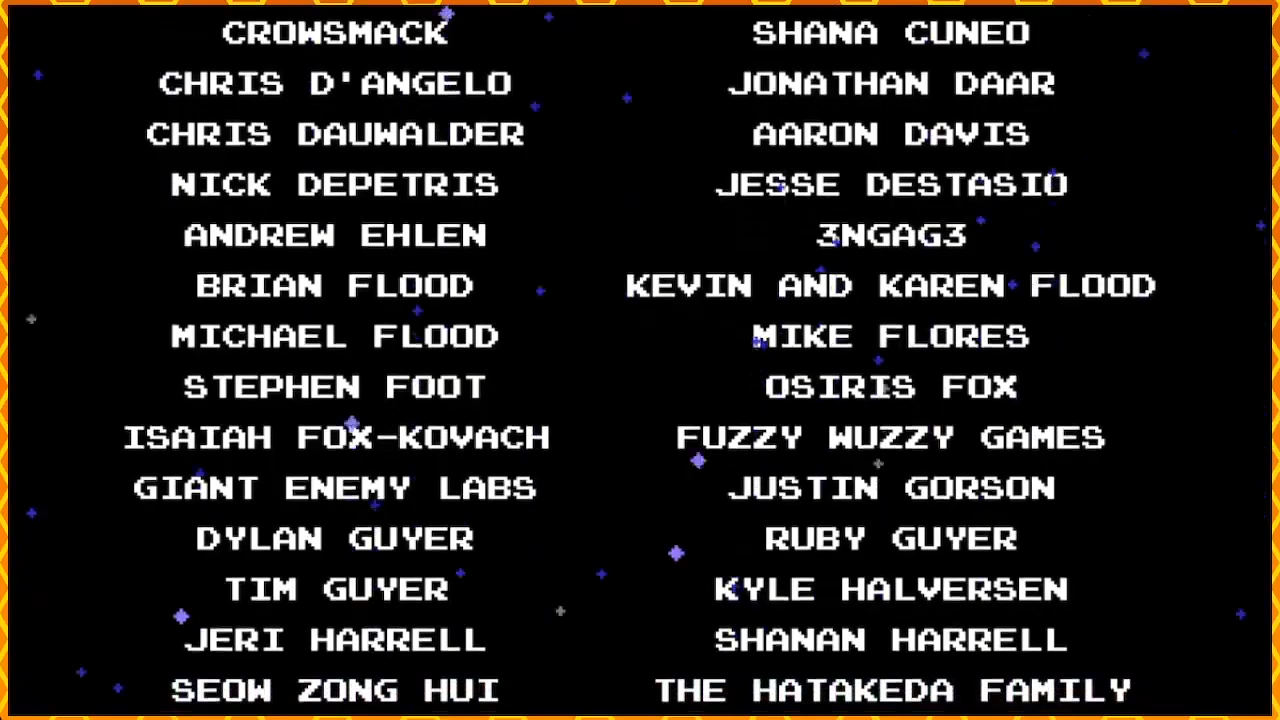 CROWSMACK
SHANA CUNEO
CHRIS D'ANGELO
JONATHAN DAAR
CHRIS DAUWALDER
AARON DAVIS
NICK DEPETRIS
JESSE DESTASIO
ANDREW EHLEN
3NGAG3
BRIAN FLOOD
KEVIN AND KAREN FLOOD
MICHAEL FLOOD
MIKE FLORES
STEPHEN FOOT
OSIRIS FOX
ISAIAH FOX-KOVACH
FUZZY WUZZY GAMES
GIANT ENEMY LABS
JUSTIN GORSON
DYLAN GUYER
RUBY GUYER
TIM GUYER
KYLE HALVERSEN
JERI HARRELL
SHANAN HARRELL
SEOW ZONG HUI
THE HATAKEDA FAMILY